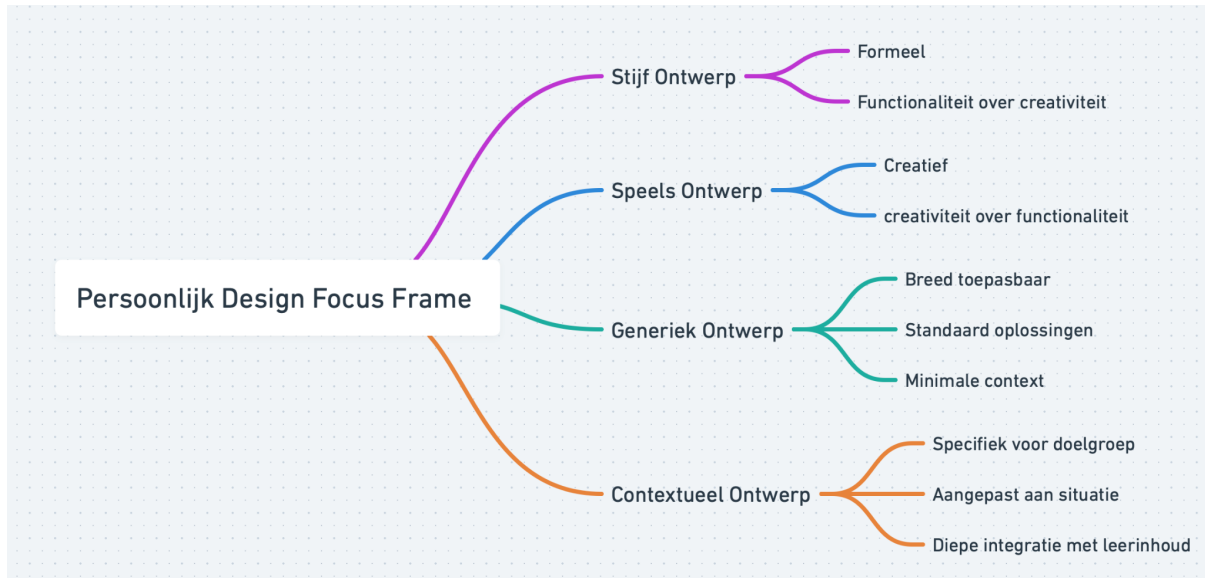 Persoonlijk Design Focus Frame
Stijf Ontwerp
Formeel
Functionaliteit over creativiteit
Speels Ontwerp
Creatief
creativiteit over functionaliteit
Generiek Ontwerp
Breed toepasbaar
Standaard oplossingen
Minimale context
Contextueel Ontwerp
Specifiek voor doelgroep
Aangepast aan situatie
Diepe integratie met leerinhoud